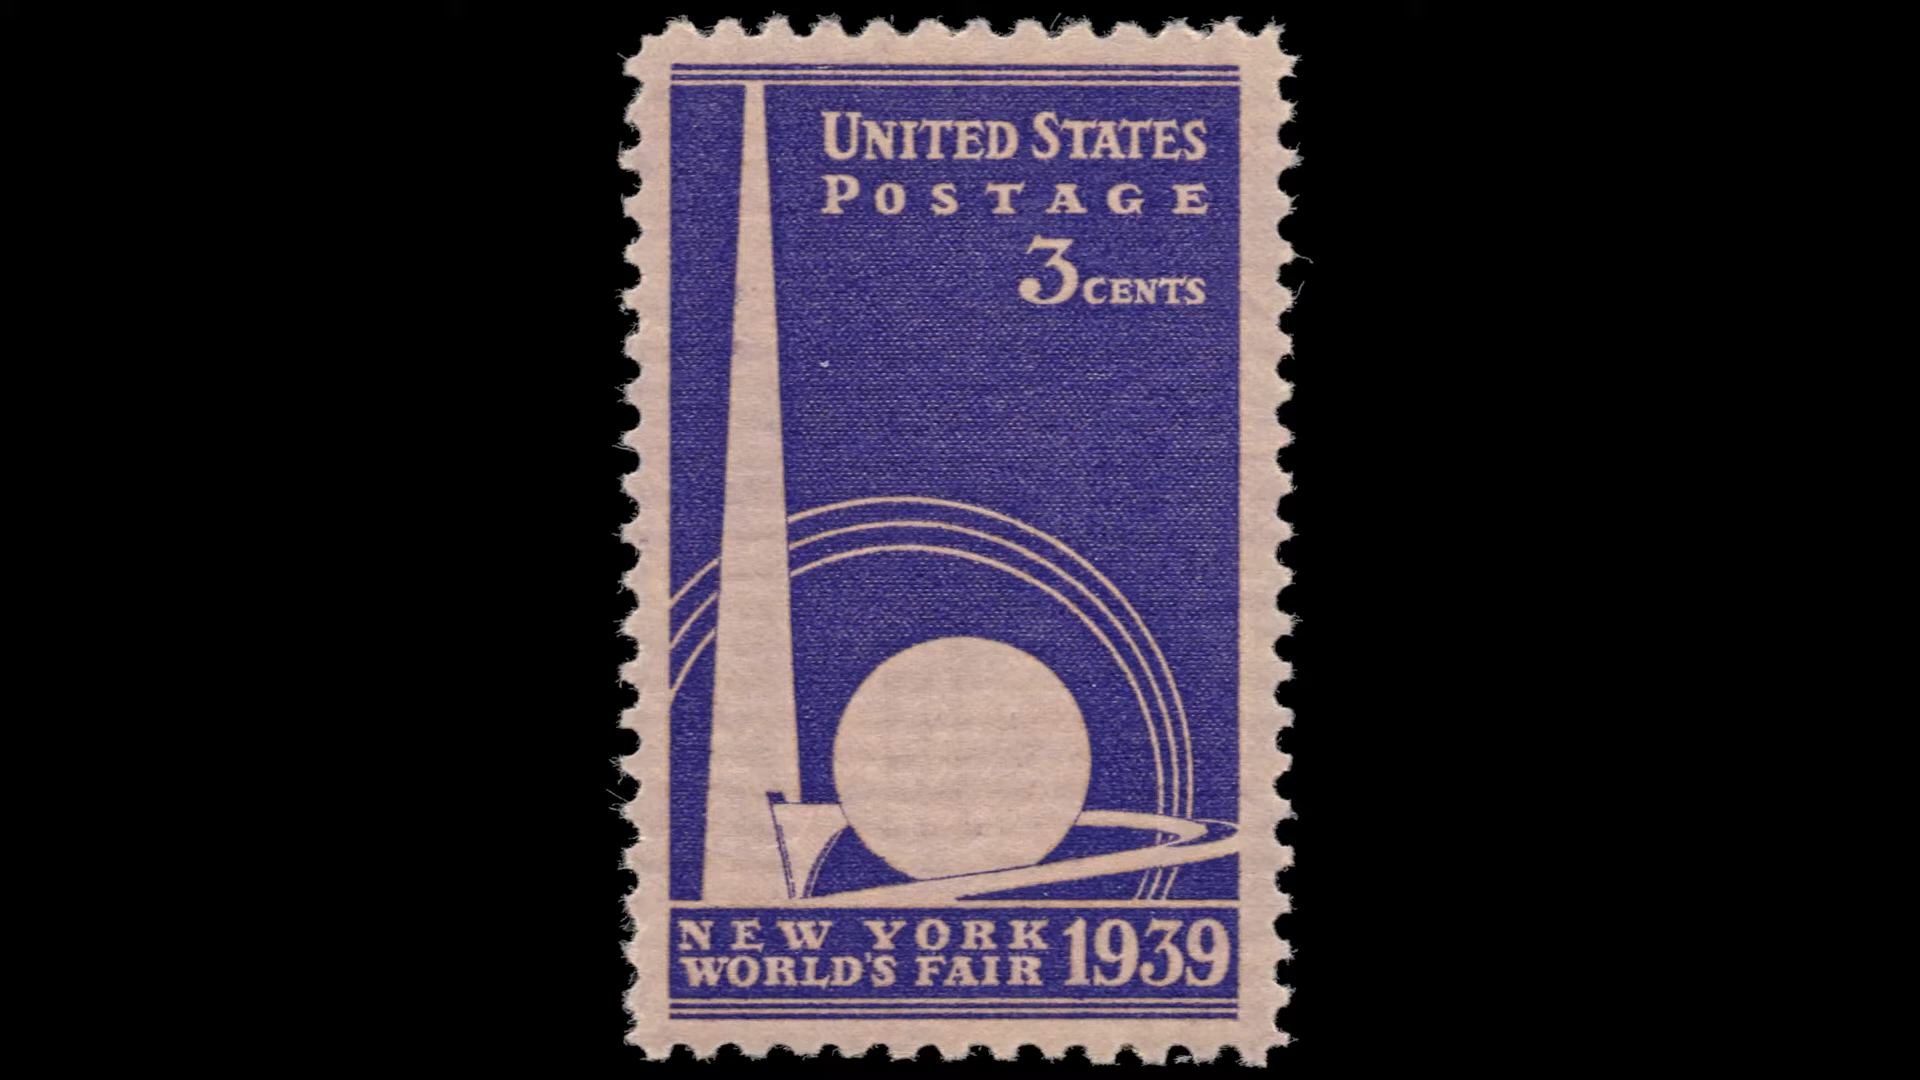 UNITED STATES
POSTAGE
3 CENTS
NEW YORK
WORLD'S FAIR 1939